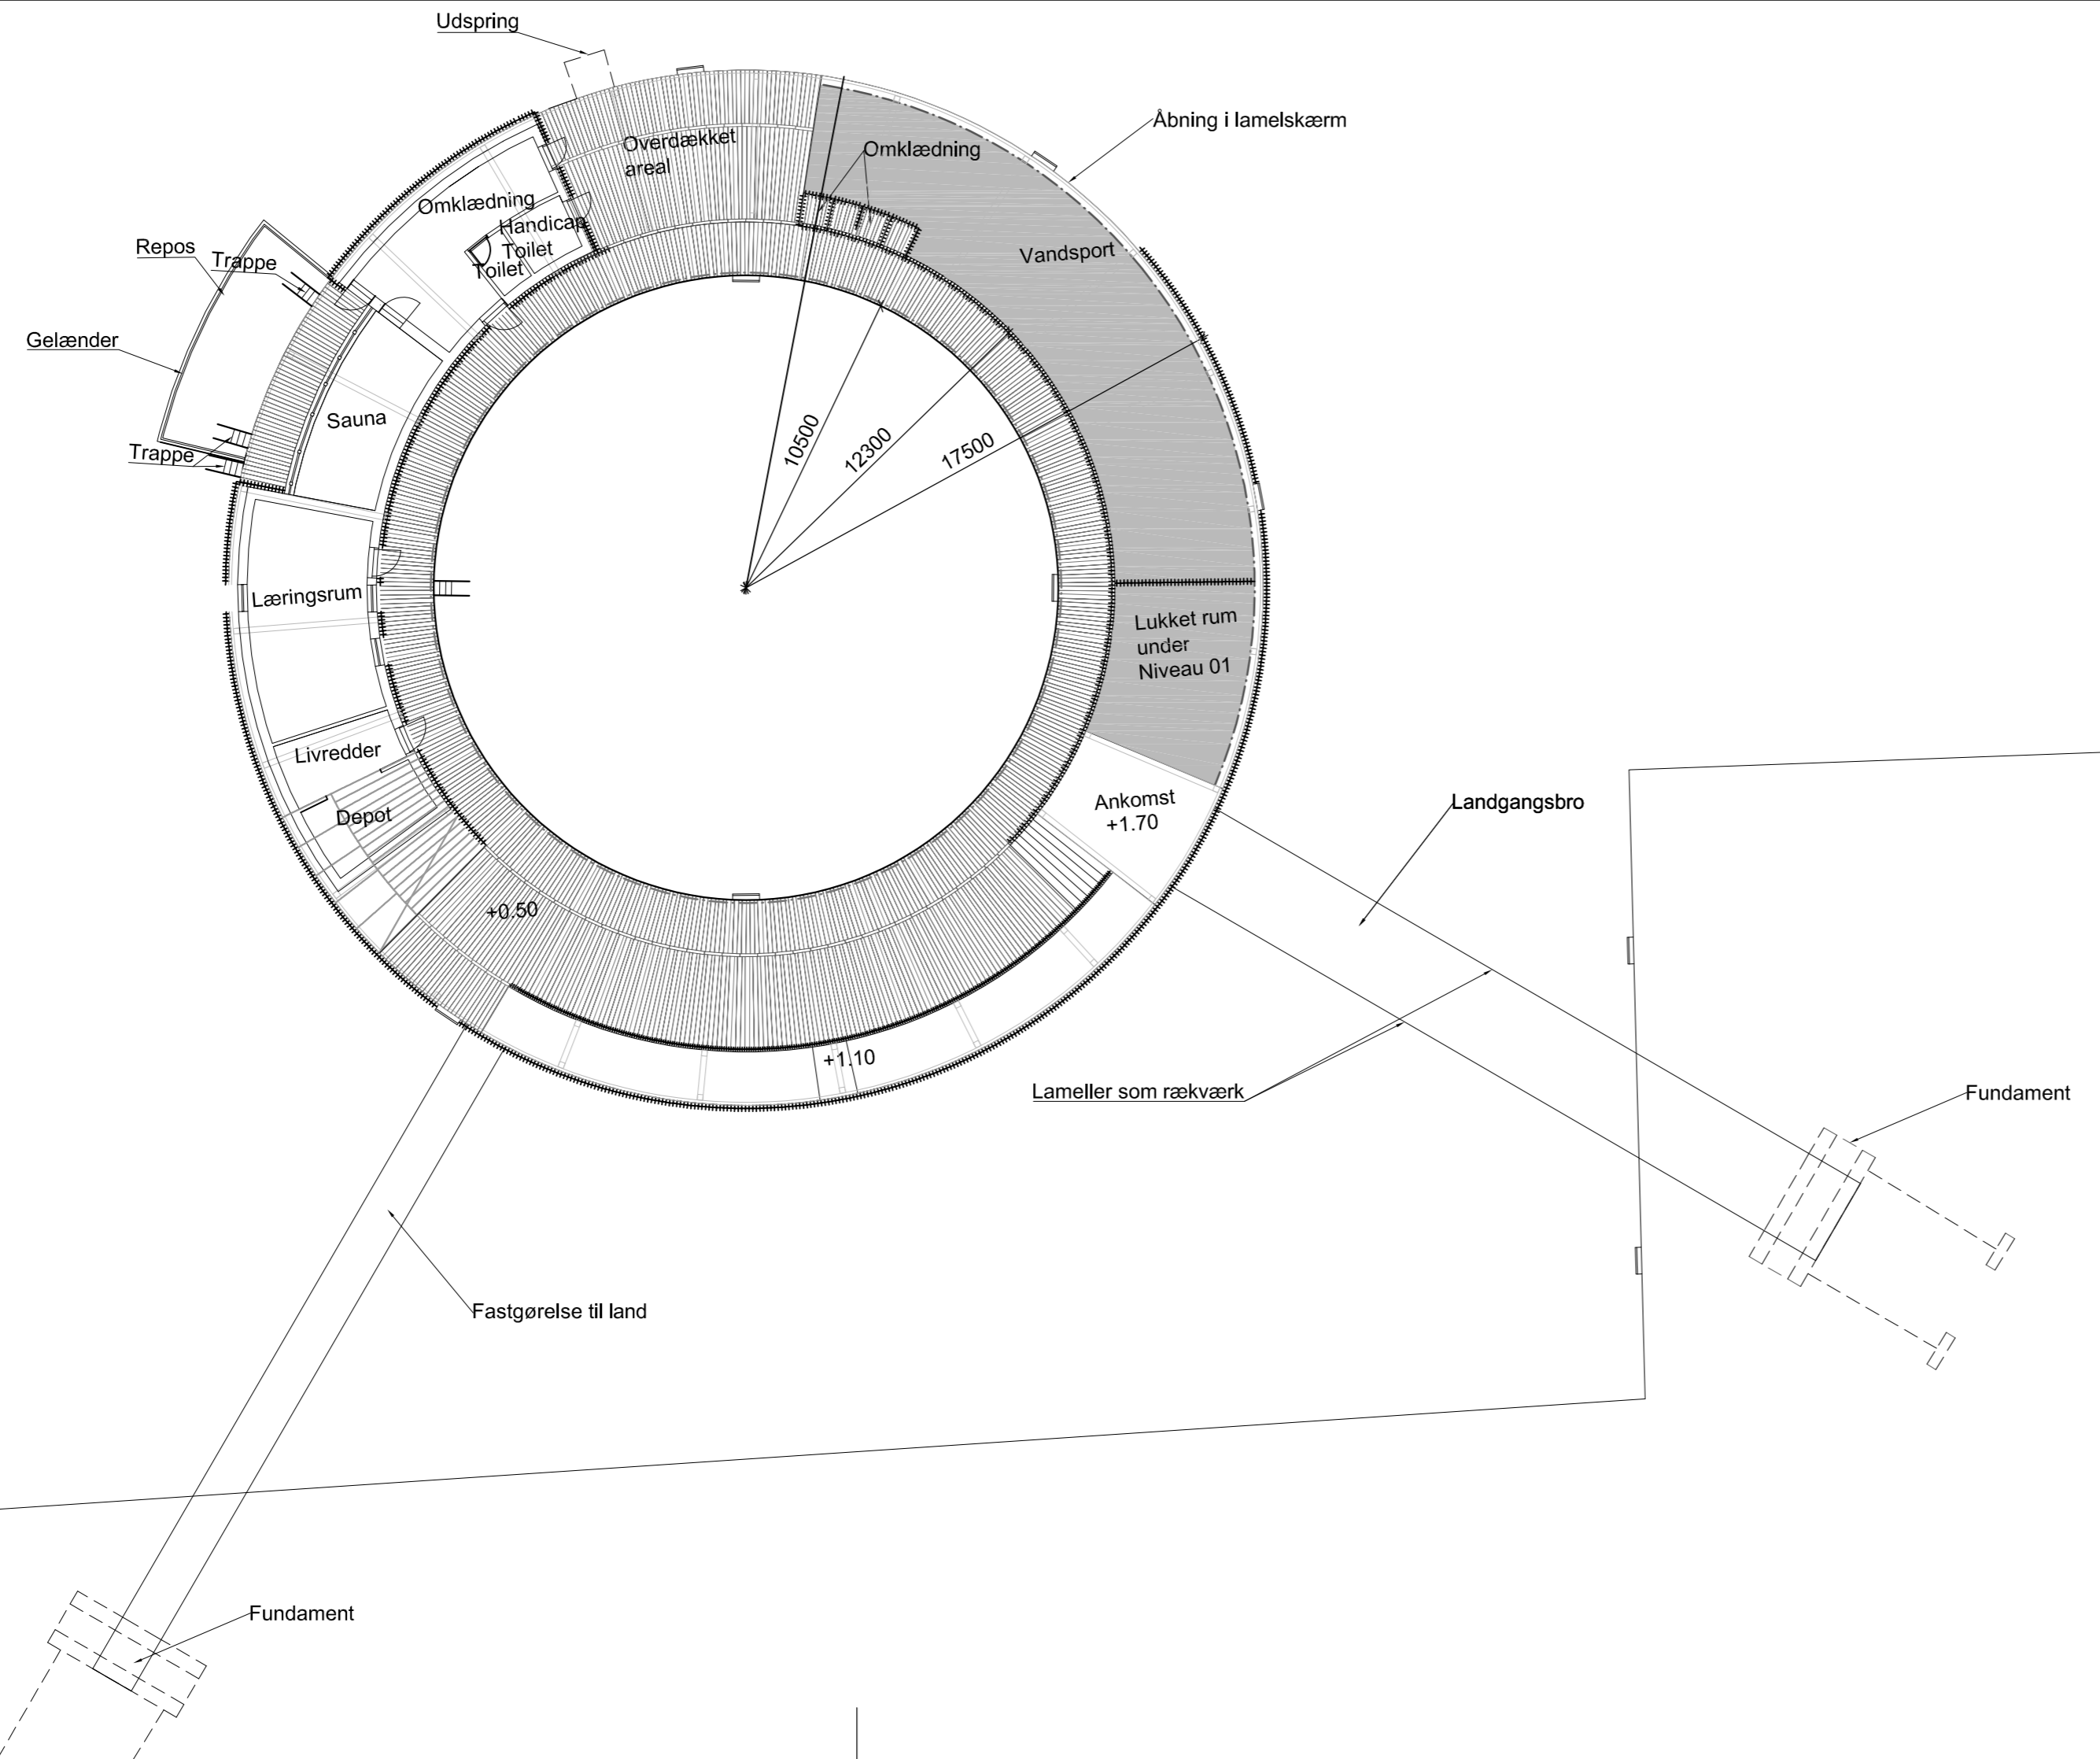 Udspring
Åbning i lamelskærm
Overdækket
areal
Omklædning
Omklædning
Handicap
Toilet
Toilet
Vandsport
Repos
Trappe
Gelænder
Sauna
Trappe
10500
12300
17500
Læringsrum
Lukket rum
under
Niveau 01
Livredder
Depot
Ankomst
+1.70
Landgangsbro
+0.50
+1.10
Lameller som rækværk
Fundament
Fastgørelse til land
Fundament